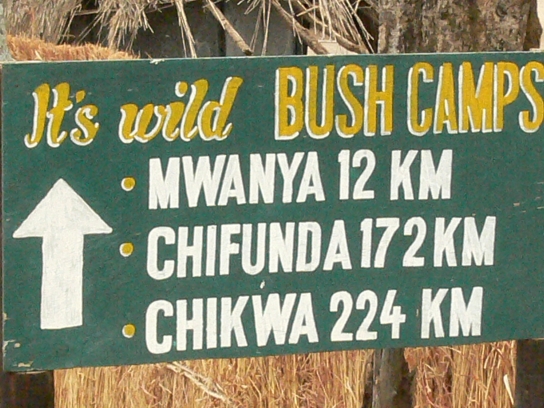 It's wild BUSH CAMPS
• MWANYA 12 KM
• CHIFUNDA 172 KM
• CHIKWA 224 KM